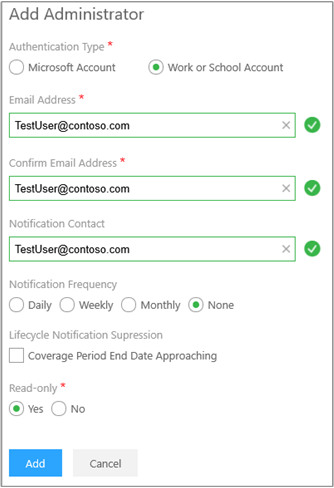 Add Administrator
Authentication Type *
Microsoft Account Work or School Account
Email Address *
TestUser@contoso.com
Confirm Email Address *
TestUser@contoso.com
Notification Contact
TestUser@contoso.com
Notification Frequency
Daily Weekly Monthly None
Lifecycle Notification Supression
Coverage Period End Date Approaching
Read-only *
Yes No
Add Cancel